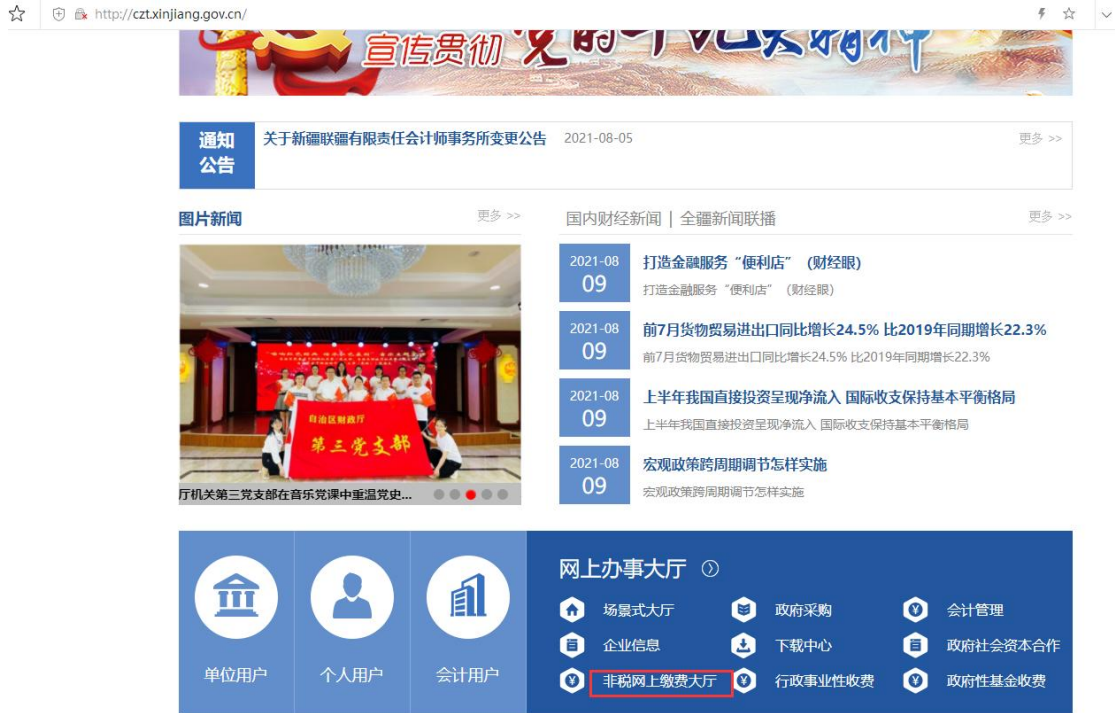 http://czt.xinjiang.gov.cn/
宣传贯彻党的十九大精神
通知
公告
关于新疆联疆有限责任会计师事务所变更公告 2021-08-05 更多 >>
图片新闻 更多 >>
国内财经新闻 | 全疆新闻联播 更多 >>
自治区财政厅
第三党支部
厅机关第三党支部在音乐党课中重温党史...
2021-08
09
打造金融服务“便利店” (财经眼)
打造金融服务“便利店” (财经眼)
2021-08
09
前7月货物贸易进出口同比增长24.5% 比2019年同期增长22.3%
前7月货物贸易进出口同比增长24.5% 比2019年同期增长22.3%
2021-08
09
上半年我国直接投资呈现净流入 国际收支保持基本平衡格局
上半年我国直接投资呈现净流入 国际收支保持基本平衡格局
2021-08
09
宏观政策跨周期调节怎样实施
宏观政策跨周期调节怎样实施
单位用户 个人用户 会计用户
网上办事大厅
场景式大厅 政府采购 会计管理
企业信息 下载中心 政府社会资本合作
非税网上缴费大厅 行政事业性收费 政府性基金收费